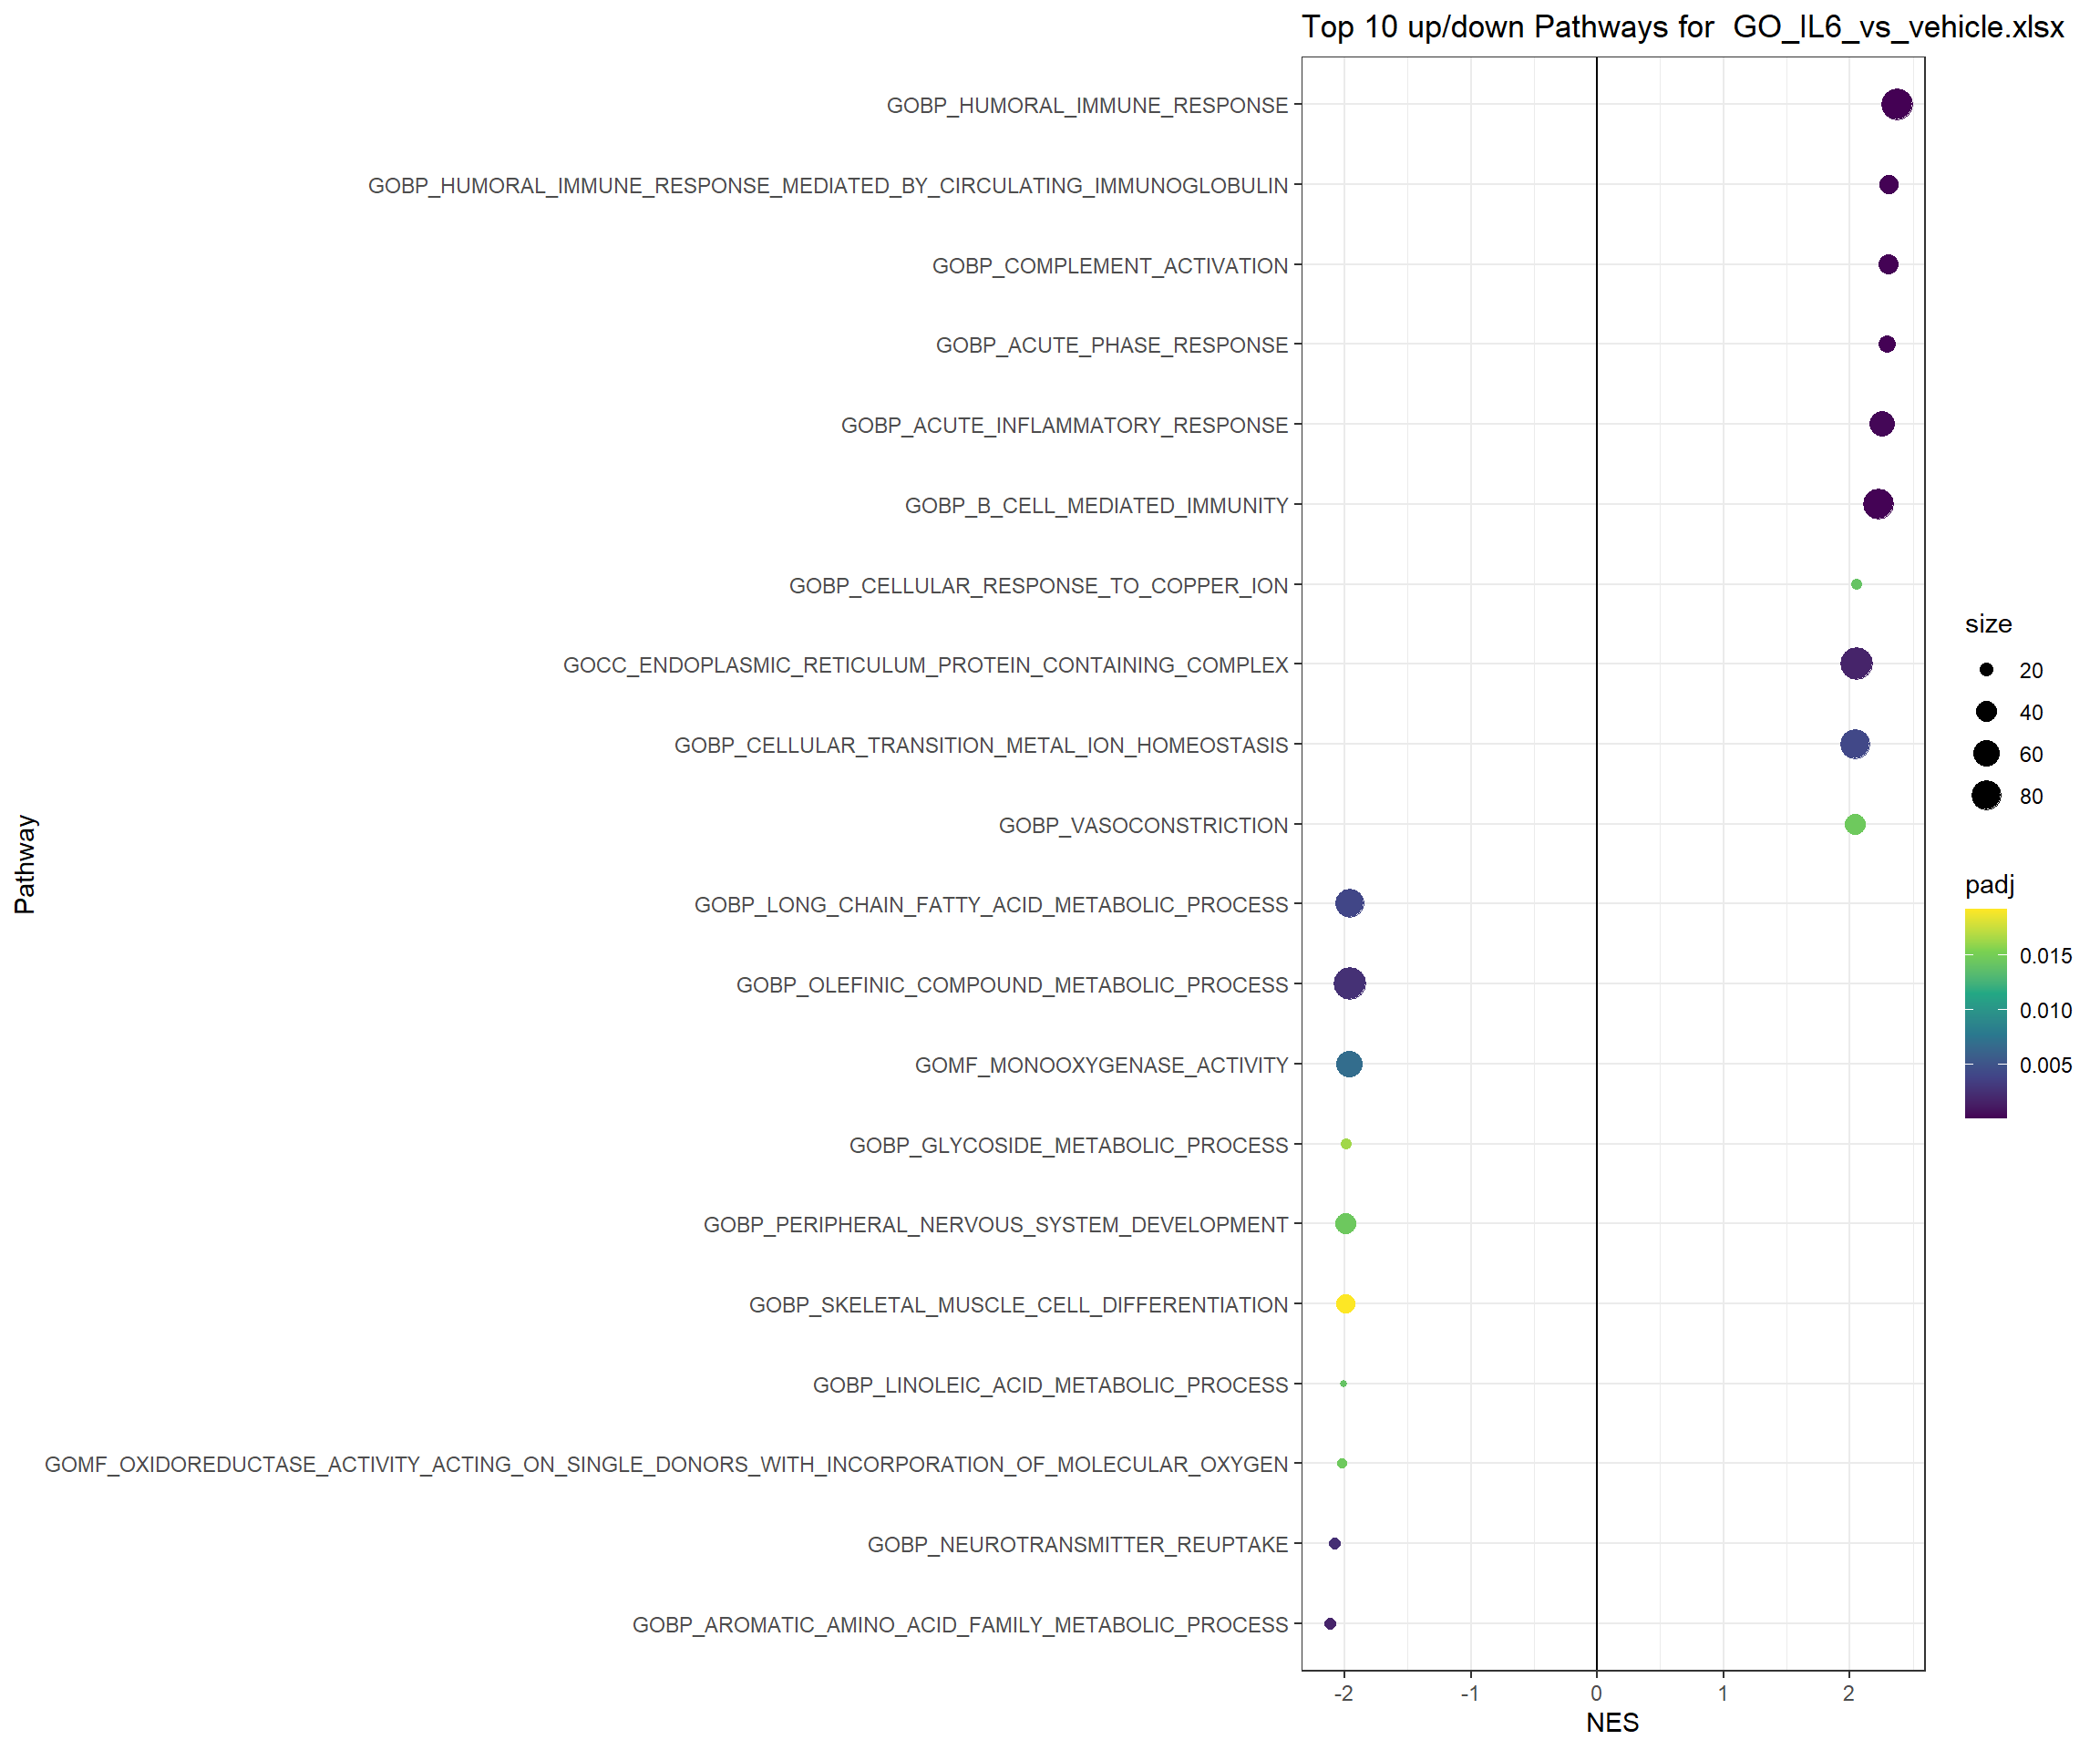 Top 10 up/down Pathways for  GO_IL6_vs_vehicle.xlsx
Pathway
GOBP_HUMORAL_IMMUNE_RESPONSE
GOBP_HUMORAL_IMMUNE_RESPONSE_MEDIATED_BY_CIRCULATING_IMMUNOGLOBULIN
GOBP_COMPLEMENT_ACTIVATION
GOBP_ACUTE_PHASE_RESPONSE
GOBP_ACUTE_INFLAMMATORY_RESPONSE
GOBP_B_CELL_MEDIATED_IMMUNITY
GOBP_CELLULAR_RESPONSE_TO_COPPER_ION
GOCC_ENDOPLASMIC_RETICULUM_PROTEIN_CONTAINING_COMPLEX
GOBP_CELLULAR_TRANSITION_METAL_ION_HOMEOSTASIS
GOBP_VASOCONSTRICTION
GOBP_LONG_CHAIN_FATTY_ACID_METABOLIC_PROCESS
GOBP_OLEFINIC_COMPOUND_METABOLIC_PROCESS
GOMF_MONOOXYGENASE_ACTIVITY
GOBP_GLYCOSIDE_METABOLIC_PROCESS
GOBP_PERIPHERAL_NERVOUS_SYSTEM_DEVELOPMENT
GOBP_SKELETAL_MUSCLE_CELL_DIFFERENTIATION
GOBP_LINOLEIC_ACID_METABOLIC_PROCESS
GOMF_OXIDOREDUCTASE_ACTIVITY_ACTING_ON_SINGLE_DONORS_WITH_INCORPORATION_OF_MOLECULAR_OXYGEN
GOBP_NEUROTRANSMITTER_REUPTAKE
GOBP_AROMATIC_AMINO_ACID_FAMILY_METABOLIC_PROCESS
-2 -1 0 1 2
NES
size
20
40
60
80
padj
0.015
0.010
0.005